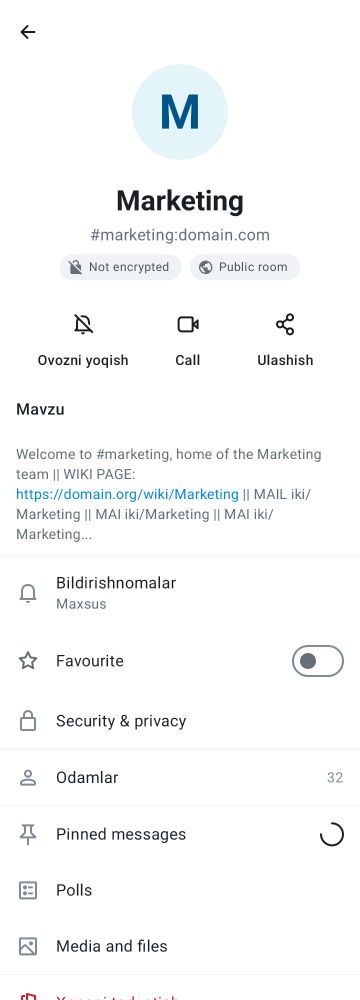 M
Marketing
#marketing:domain.com
Not encrypted
Public room
Ovozni yoqish
Call
Ulashish
Mavzu
Welcome to #marketing, home of the Marketing
team || WIKI PAGE:
https://domain.org/wiki/Marketing || MAIL iki/
Marketing || MAI iki/Marketing || MAI iki/
Marketing...
Bildirishnomalar
Maxsus
Favourite
Security & privacy
Odamlar
32
Pinned messages
Polls
Media and files